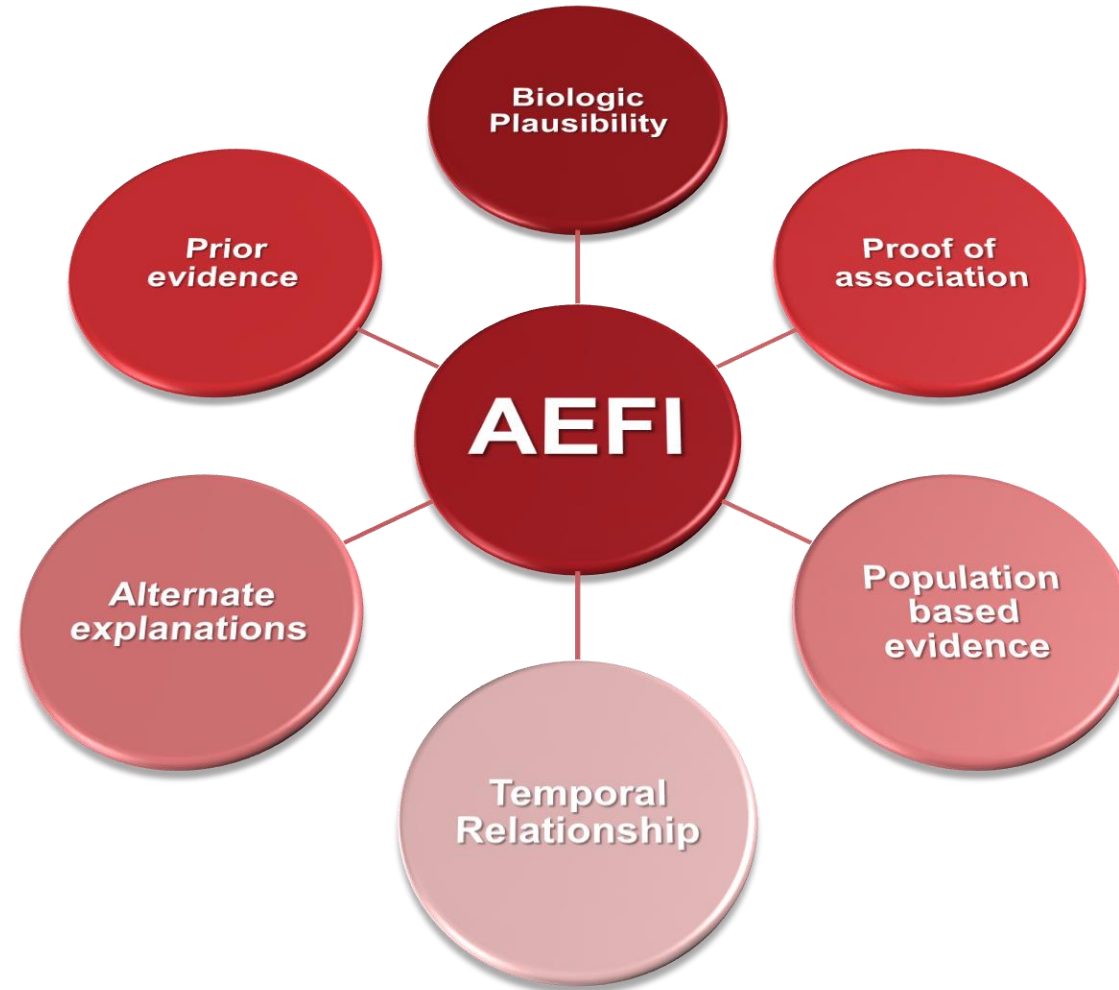 Biologic
Plausibility
Prior
evidence
Proof of
association
AEFI
Alternate
explanations
Population
based
evidence
Temporal
Relationship